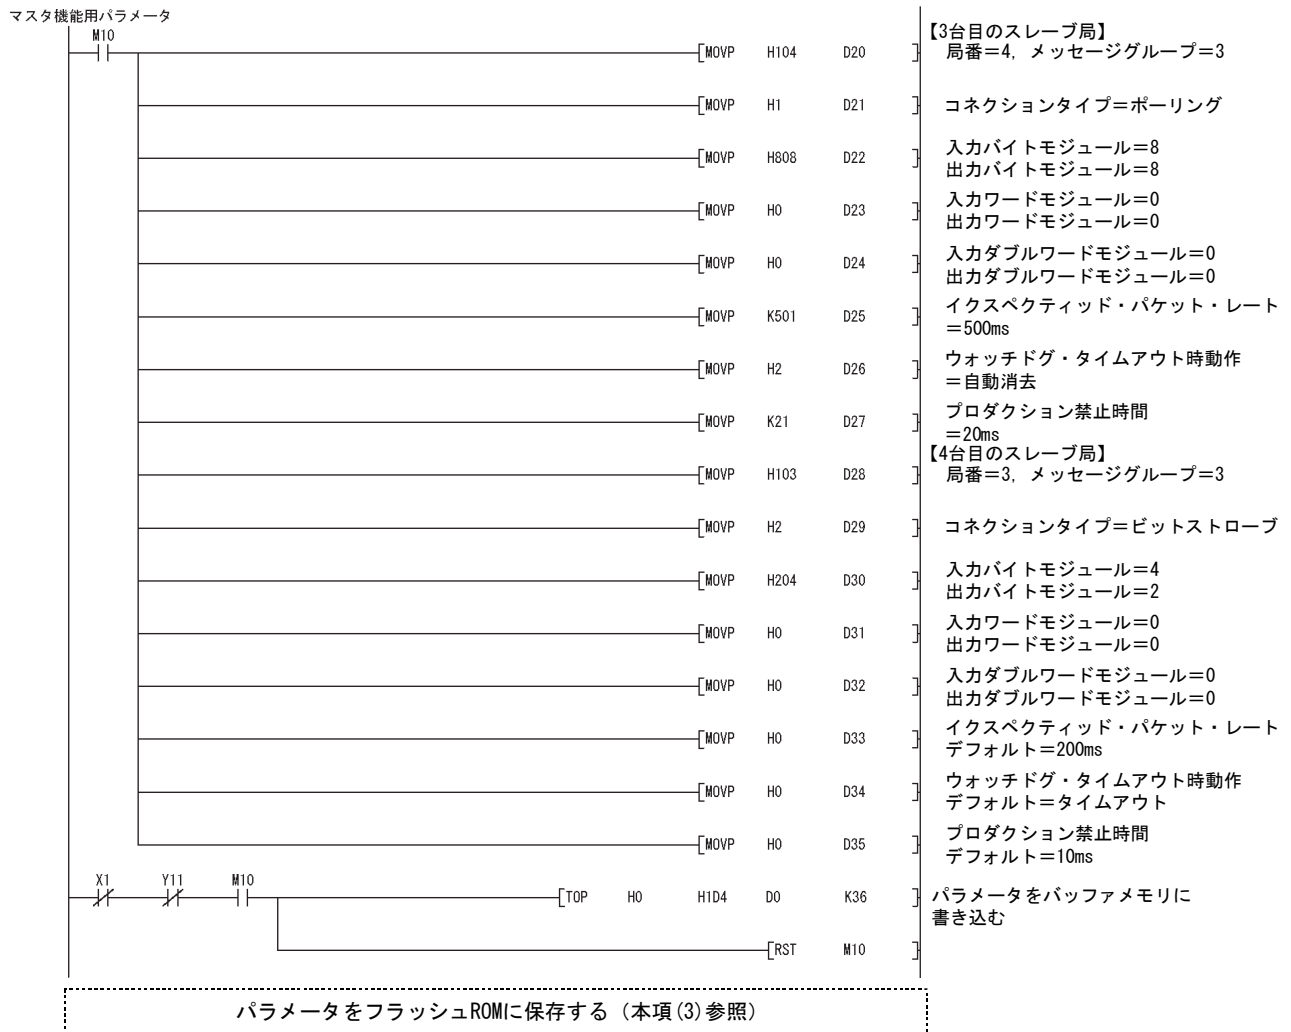 マスタ機能用パラメータ
M10
MOVP H104 D20
【3台目のスレーブ局】
局番＝4, メッセージグループ＝3
MOVP H1 D21
コネクションタイプ＝ポーリング
MOVP H808 D22
入力バイトモジュール＝8
出力バイトモジュール＝8
MOVP H0 D23
入力ワードモジュール＝0
出力ワードモジュール＝0
MOVP H0 D24
入力ダブルワードモジュール＝0
出力ダブルワードモジュール＝0
MOVP K501 D25
イクスペクティッド・パケット・レート
＝500ms
MOVP H2 D26
ウォッチドグ・タイムアウト時動作
＝自動消去
MOVP K21 D27
プロダクション禁止時間
＝20ms
【4台目のスレーブ局】
MOVP H103 D28
局番＝3, メッセージグループ＝3
MOVP H2 D29
コネクションタイプ＝ビットストローブ
MOVP H204 D30
入力バイトモジュール＝4
出力バイトモジュール＝2
MOVP H0 D31
入力ワードモジュール＝0
出力ワードモジュール＝0
MOVP H0 D32
入力ダブルワードモジュール＝0
出力ダブルワードモジュール＝0
MOVP H0 D33
イクスペクティッド・パケット・レート
デフォルト＝200ms
MOVP H0 D34
ウォッチドグ・タイムアウト時動作
デフォルト＝タイムアウト
MOVP H0 D35
プロダクション禁止時間
デフォルト＝10ms
X1 Y11 M10
TOP H0 H1D4 D0 K36
パラメータをバッファメモリに
書き込む
RST M10
パラメータをフラッシュROMに保存する（本項(3)参照）